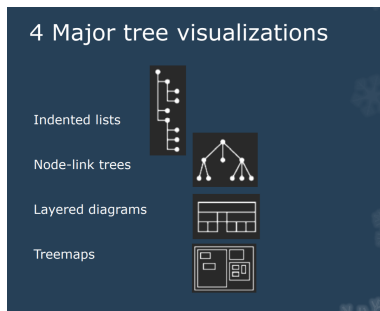 4 Major tree visualizations
Indented lists
Node-link trees
Layered diagrams
Treemaps